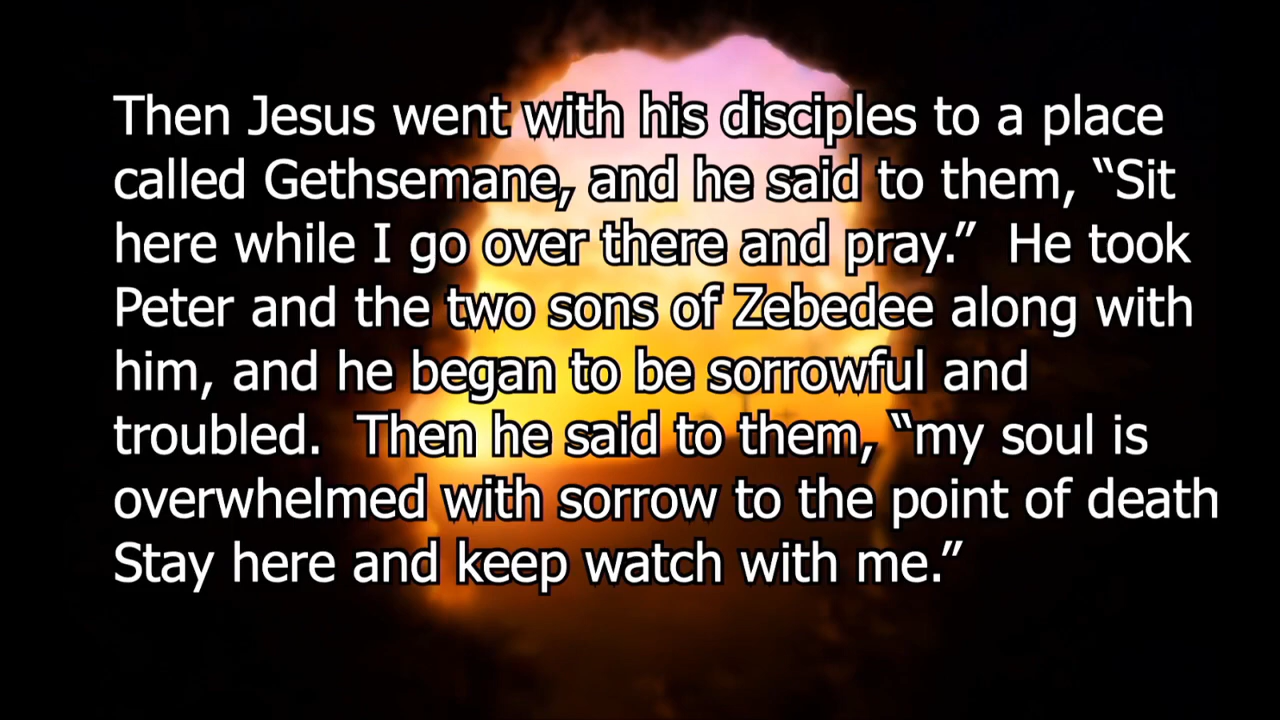 Then Jesus went with his disciples to a place
called Gethsemane, and he said to them, “Sit
here while I go over there and pray.”  He took
Peter and the two sons of Zebedee along with
him, and he began to be sorrowful and
troubled.  Then he said to them, “my soul is
overwhelmed with sorrow to the point of death
Stay here and keep watch with me.”